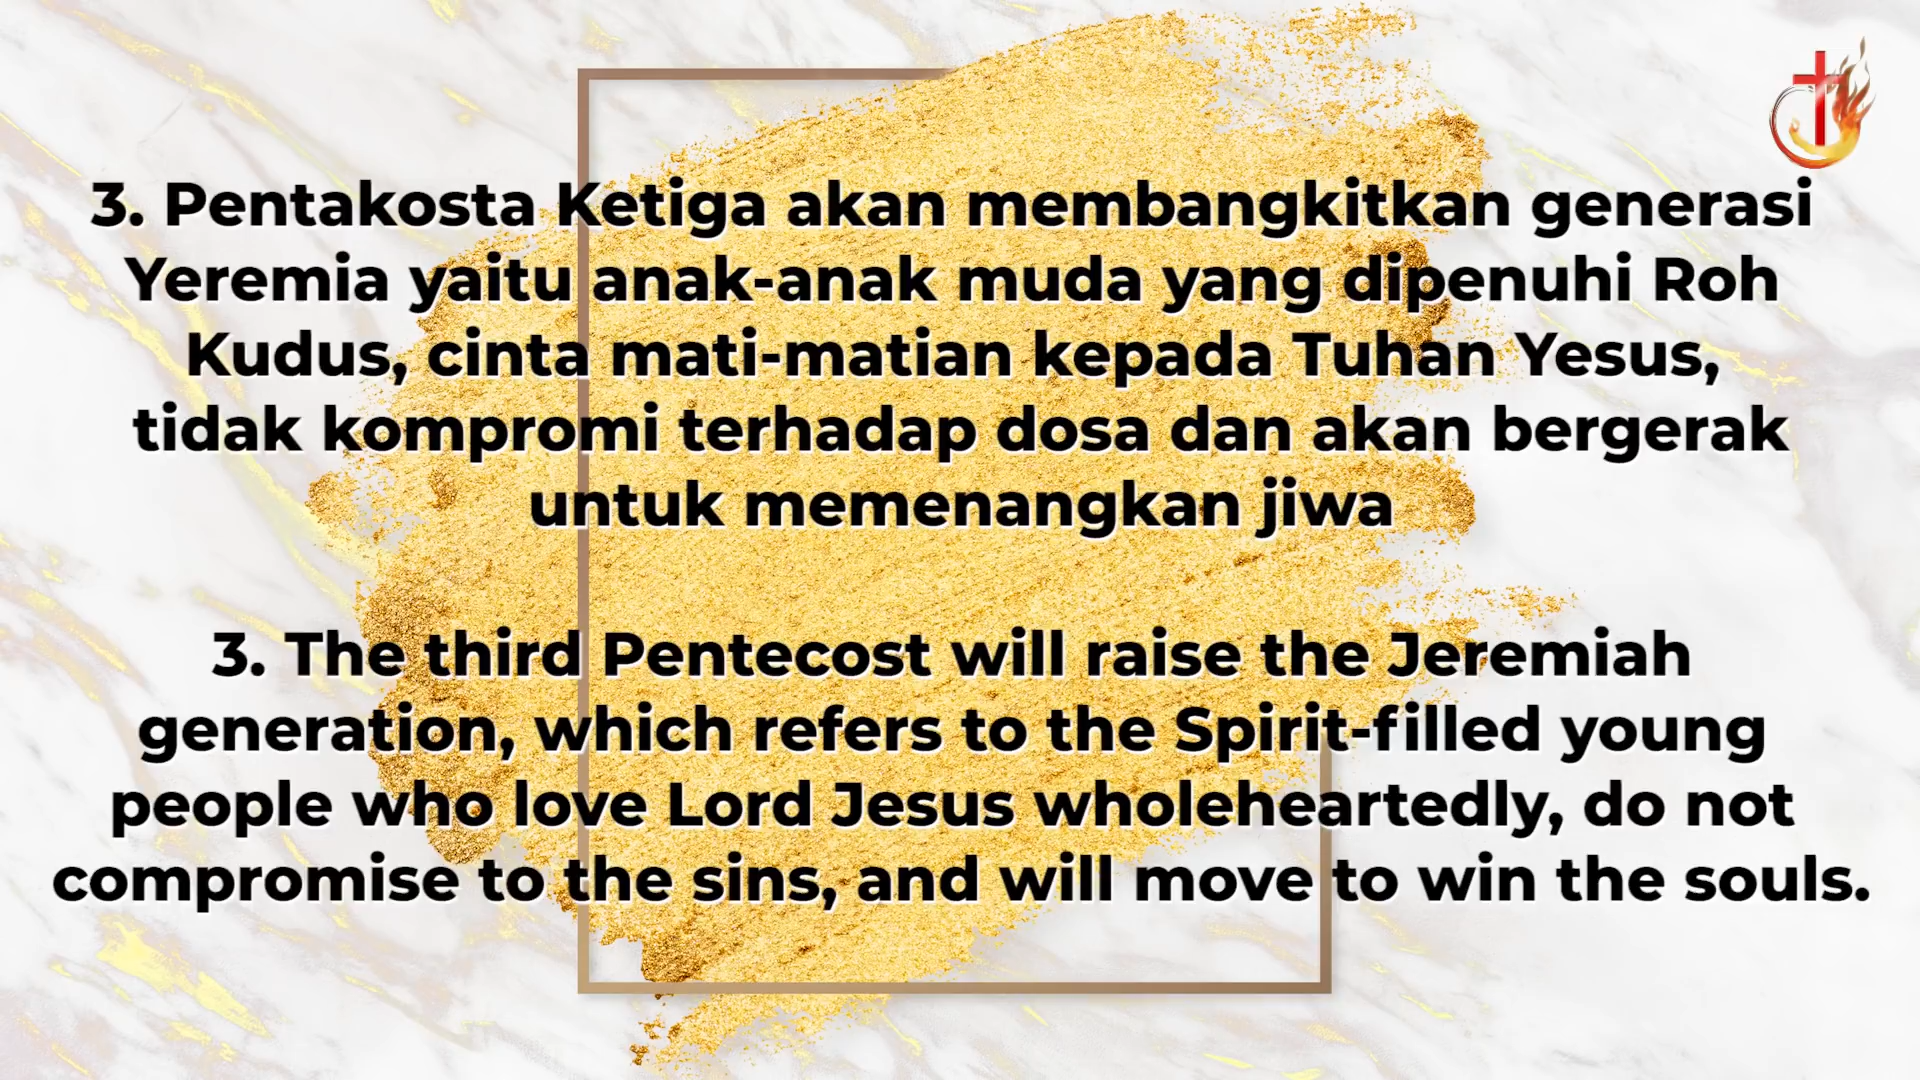 3. Pentakosta Ketiga akan membangkitkan generasi
Yeremia yaitu anak-anak muda yang dipenuhi Roh
Kudus, cinta mati-matian kepada Tuhan Yesus,
tidak kompromi terhadap dosa dan akan bergerak
untuk memenangkan jiwa
3. The third Pentecost will raise the Jeremiah
generation, which refers to the Spirit-filled young
people who love Lord Jesus wholeheartedly, do not
compromise to the sins, and will move to win the souls.